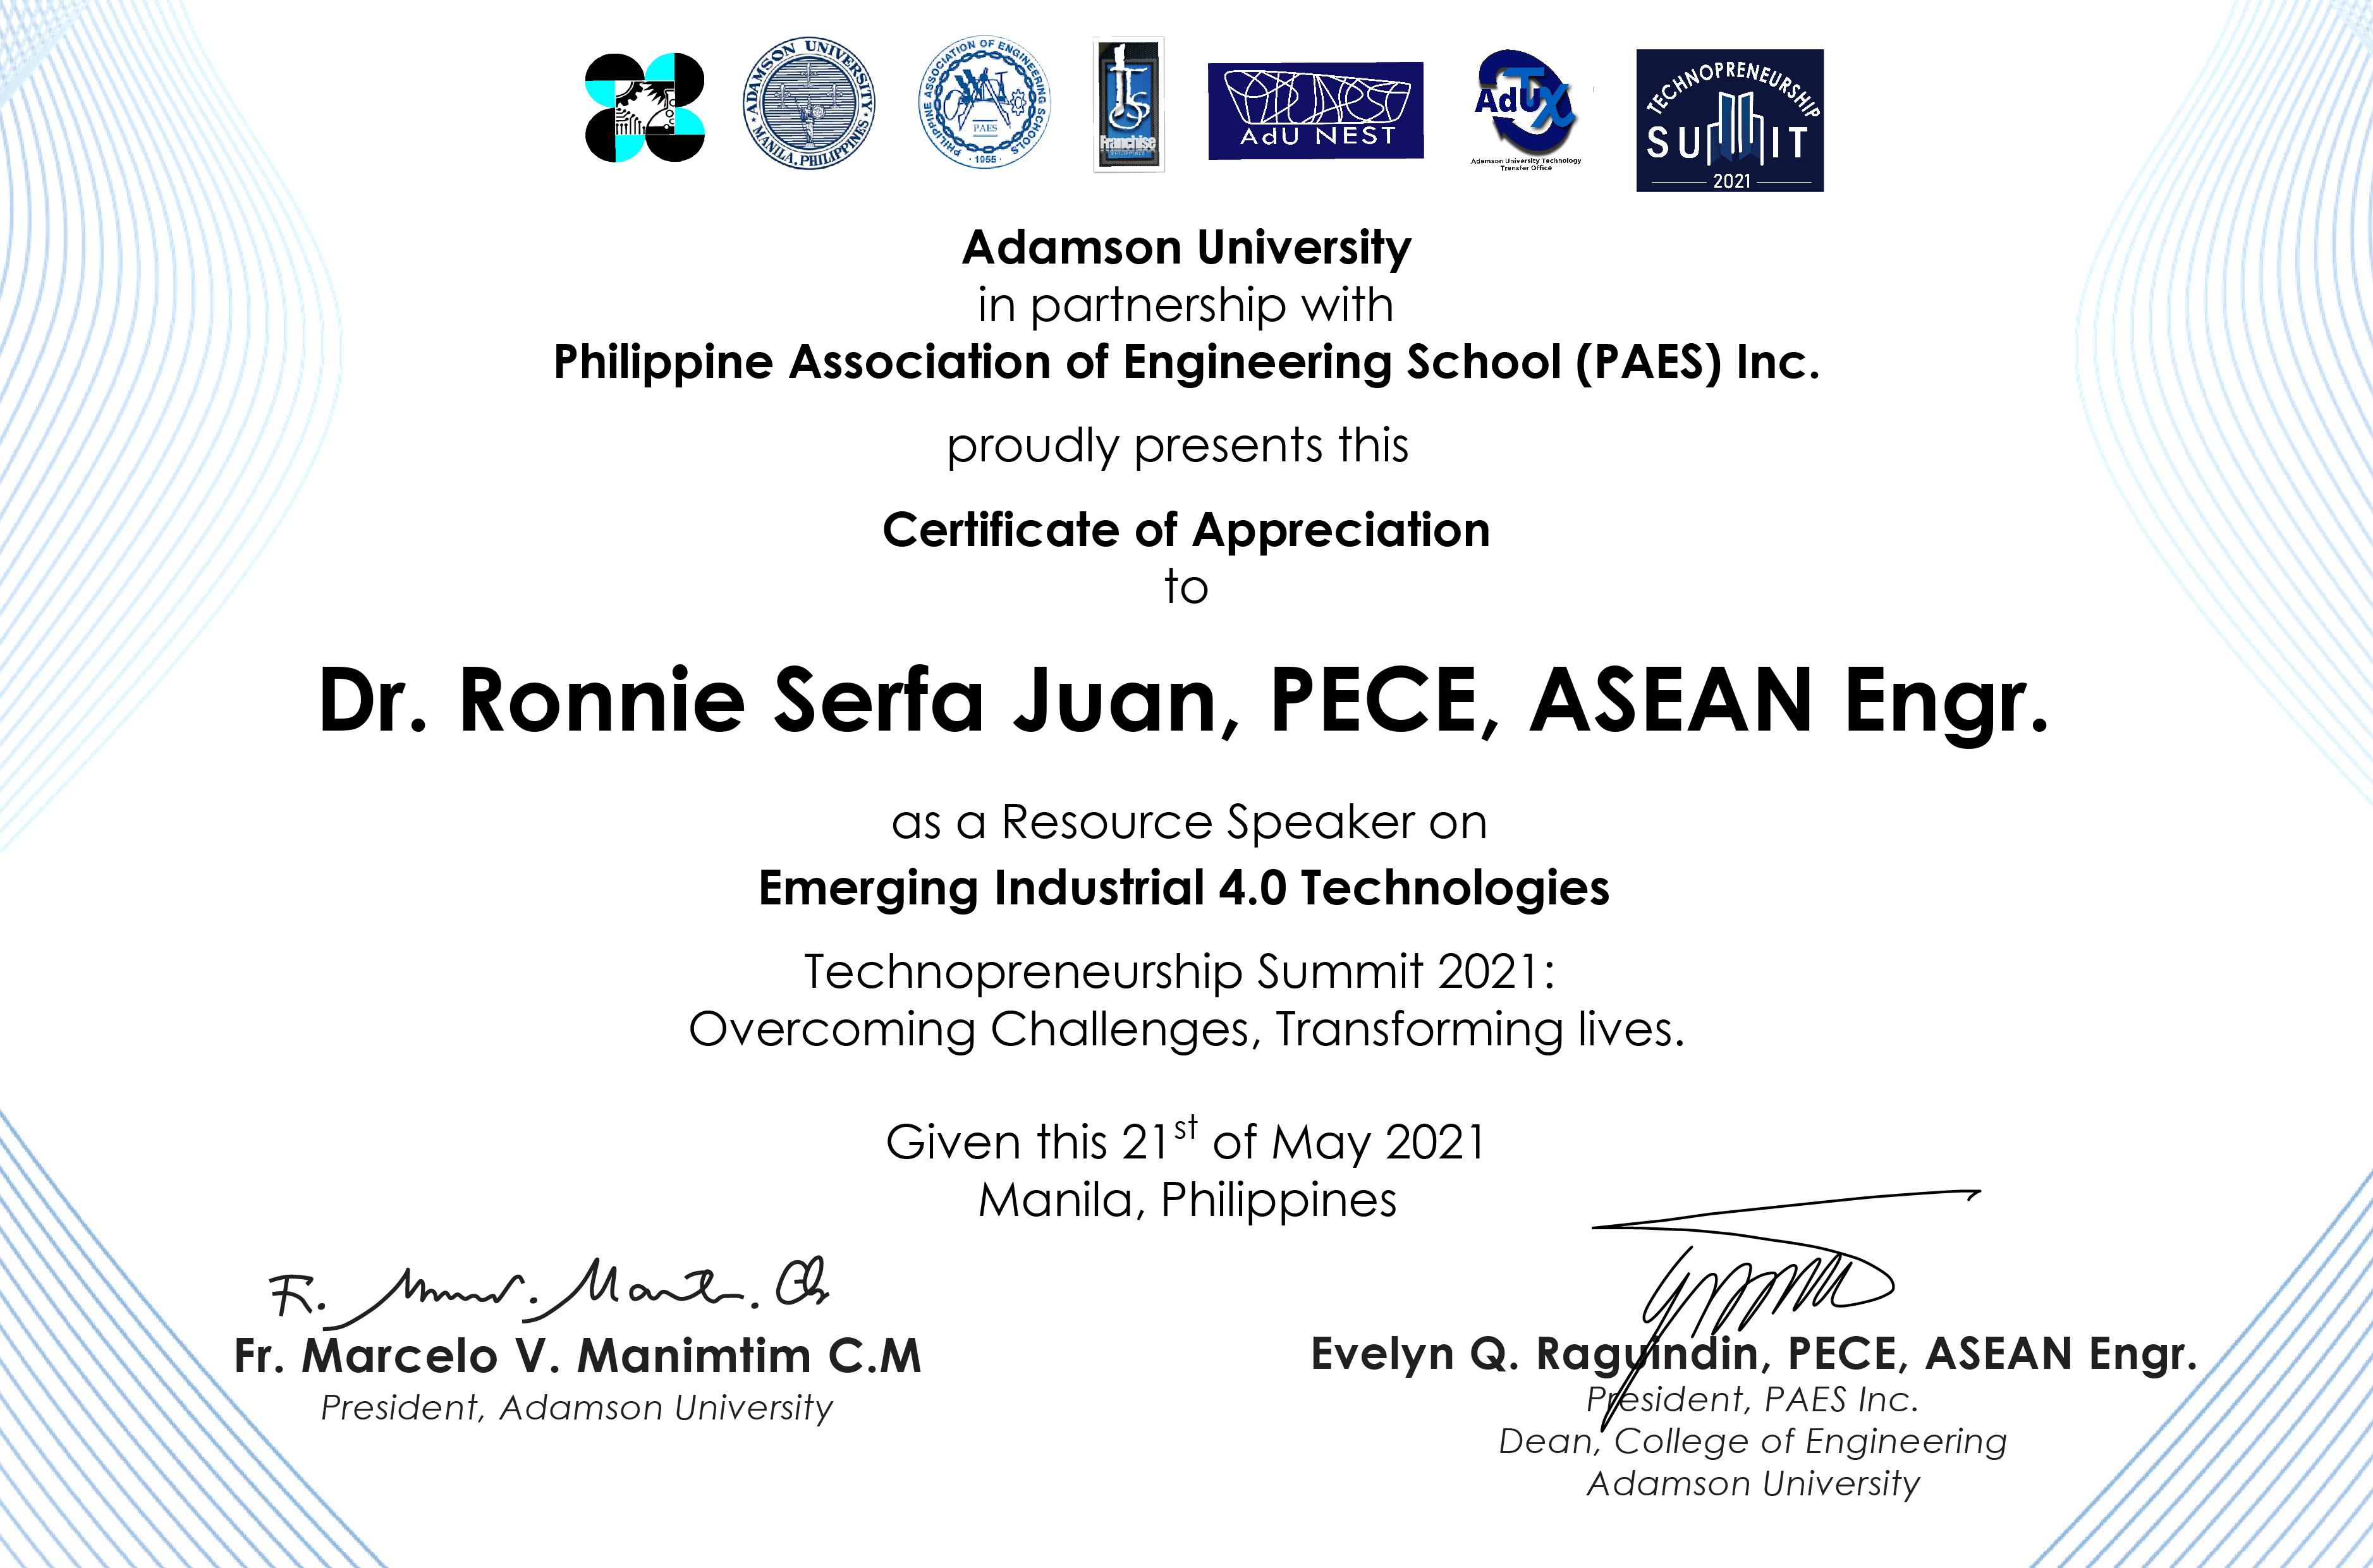 ADAMSON UNIVERSITY
MANILA, PHILIPPINES
PHILIPPINE ASSOCIATION OF ENGINEERING SCHOOLS
PAES
1955
Franchise
AdU NEST
AdUTX
Adamson University Technology
Transfer Office
TECHNOPRENEURSHIP
SUMMIT
2021
Adamson University
in partnership with
Philippine Association of Engineering School (PAES) Inc.
proudly presents this
Certificate of Appreciation
to
Dr. Ronnie Serfa Juan, PECE, ASEAN Engr.
as a Resource Speaker on
Emerging Industrial 4.0 Technologies
Technopreneurship Summit 2021:
Overcoming Challenges, Transforming lives.
Given this 21st of May 2021
Manila, Philippines
Fr. Marcelo V. Manimtim C.M
President, Adamson University
Evelyn Q. Raguindin, PECE, ASEAN Engr.
President, PAES Inc.
Dean, College of Engineering
Adamson University